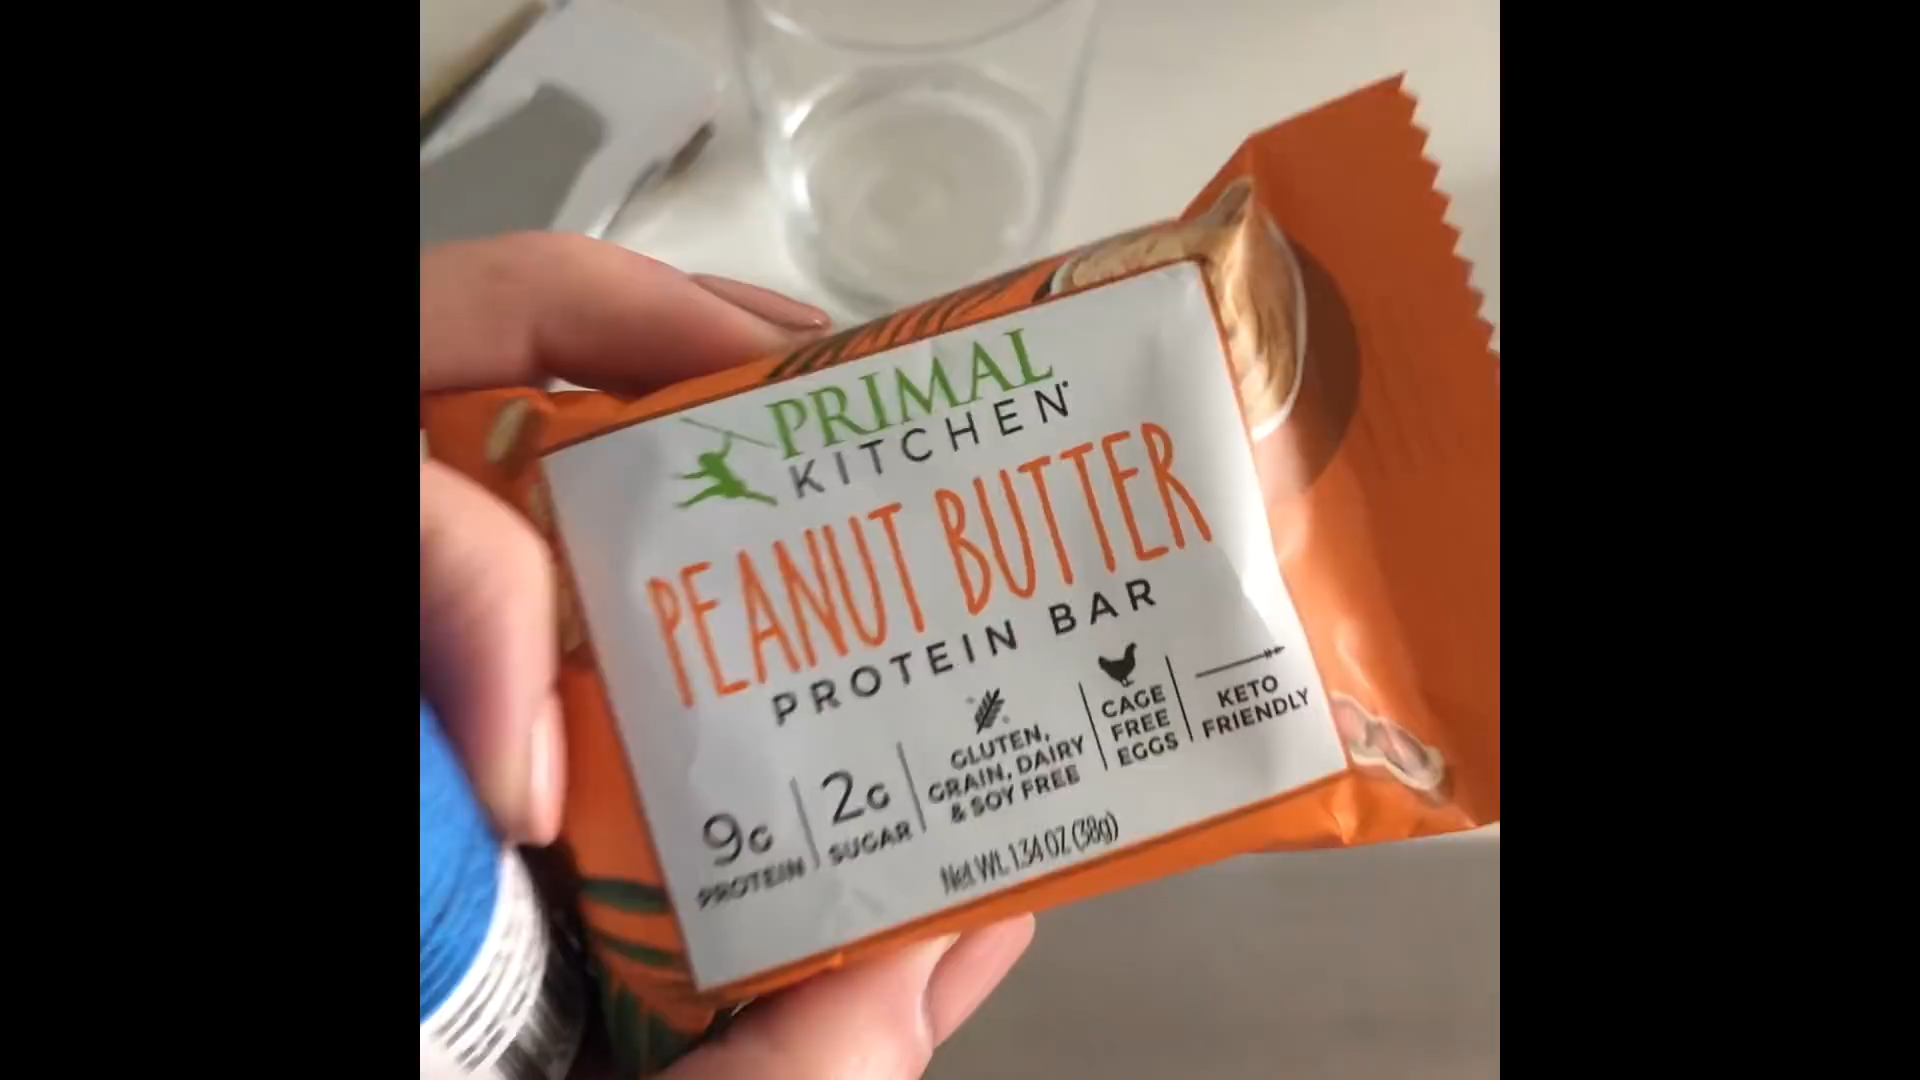 PRIMAL
KITCHEN
PEANUT BUTTER
PROTEIN BAR
9G
PROTEIN
2G
SUGAR
GLUTEN,
GRAIN, DAIRY
& SOY FREE
CAGE
FREE
EGGS
KETO
FRIENDLY
Net Wt. 1.34 OZ (38g)